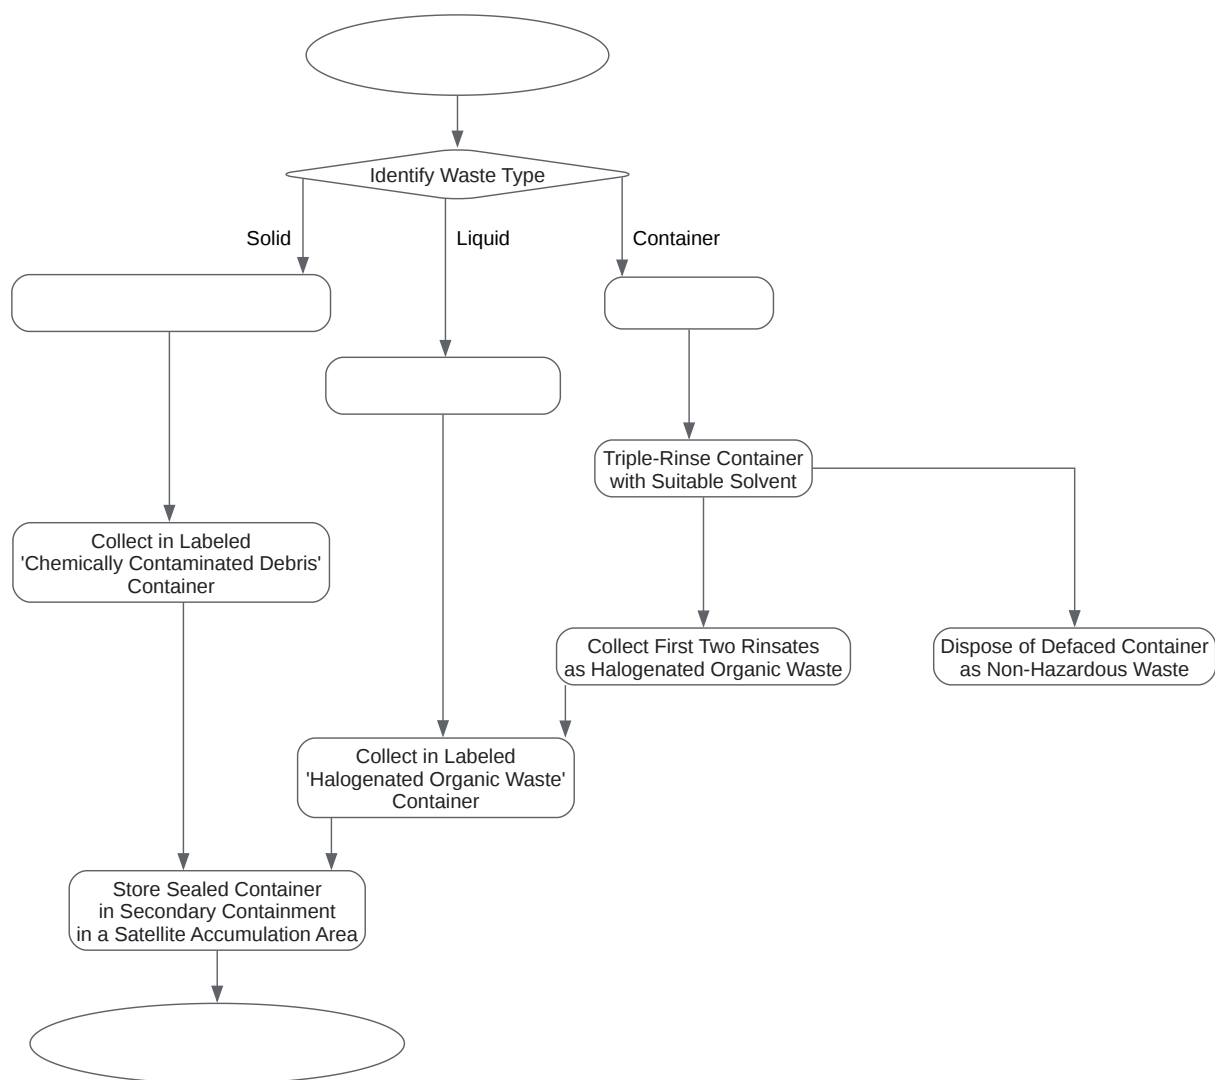 Identify Waste Type
Solid
Liquid
Container
Triple-Rinse Container
with Suitable Solvent
Collect in Labeled
'Chemically Contaminated Debris'
Container
Collect First Two Rinsates
as Halogenated Organic Waste
Dispose of Defaced Container
as Non-Hazardous Waste
Collect in Labeled
'Halogenated Organic Waste'
Container
Store Sealed Container
in Secondary Containment
in a Satellite Accumulation Area